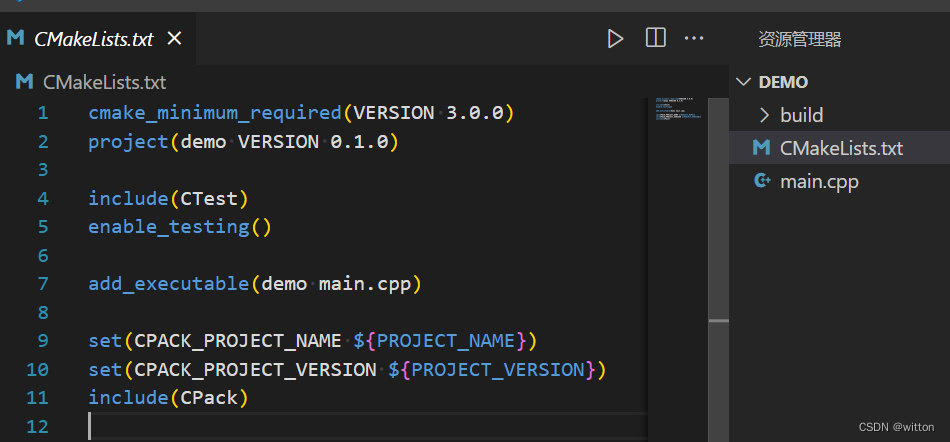 CMakeLists.txt
资源管理器
CMakeLists.txt
DEMO
build
CMakeLists.txt
main.cpp
1 cmake_minimum_required(VERSION 3.0.0)
2 project(demo VERSION 0.1.0)
3
4 include(CTest)
5 enable_testing()
6
7 add_executable(demo main.cpp)
8
9 set(CPACK_PROJECT_NAME ${PROJECT_NAME})
10 set(CPACK_PROJECT_VERSION ${PROJECT_VERSION})
11 include(CPack)
12
CSDN @witton